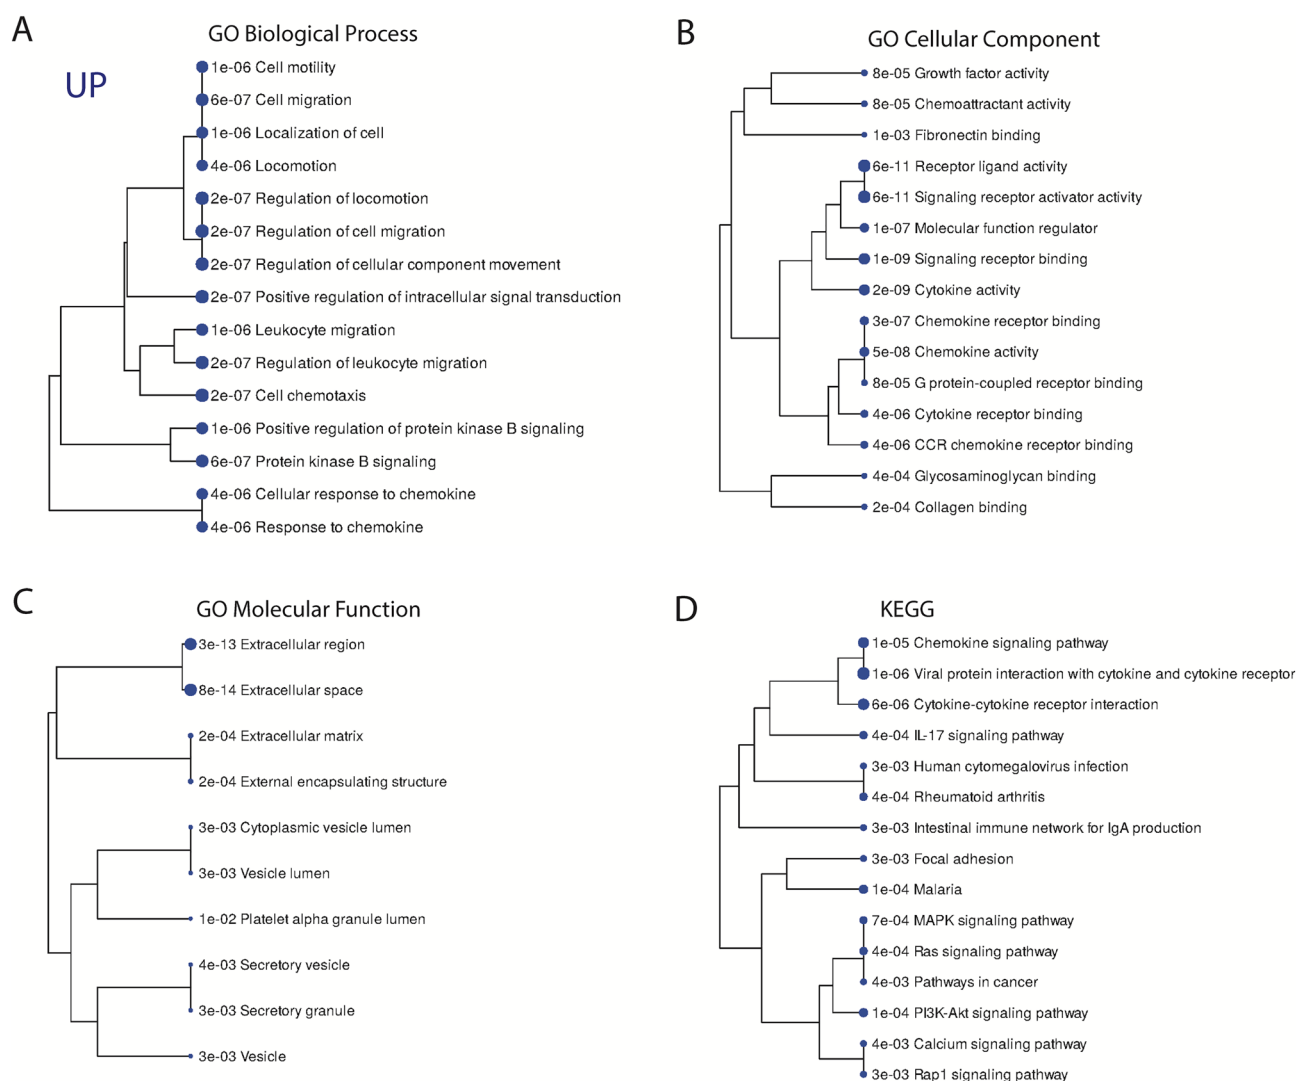 A
GO Biological Process
UP
1e-06 Cell motility
6e-07 Cell migration
1e-06 Localization of cell
4e-06 Locomotion
2e-07 Regulation of locomotion
2e-07 Regulation of cell migration
2e-07 Regulation of cellular component movement
2e-07 Positive regulation of intracellular signal transduction
1e-06 Leukocyte migration
2e-07 Regulation of leukocyte migration
2e-07 Cell chemotaxis
1e-06 Positive regulation of protein kinase B signaling
6e-07 Protein kinase B signaling
4e-06 Cellular response to chemokine
4e-06 Response to chemokine
B
GO Cellular Component
8e-05 Growth factor activity
8e-05 Chemoattractant activity
1e-03 Fibronectin binding
6e-11 Receptor ligand activity
6e-11 Signaling receptor activator activity
1e-07 Molecular function regulator
1e-09 Signaling receptor binding
2e-09 Cytokine activity
3e-07 Chemokine receptor binding
5e-08 Chemokine activity
8e-05 G protein-coupled receptor binding
4e-06 Cytokine receptor binding
4e-06 CCR chemokine receptor binding
4e-04 Glycosaminoglycan binding
2e-04 Collagen binding
C
GO Molecular Function
3e-13 Extracellular region
8e-14 Extracellular space
2e-04 Extracellular matrix
2e-04 External encapsulating structure
3e-03 Cytoplasmic vesicle lumen
3e-03 Vesicle lumen
1e-02 Platelet alpha granule lumen
4e-03 Secretory vesicle
3e-03 Secretory granule
3e-03 Vesicle
D
KEGG
1e-05 Chemokine signaling pathway
1e-06 Viral protein interaction with cytokine and cytokine receptor
6e-06 Cytokine-cytokine receptor interaction
4e-04 IL-17 signaling pathway
3e-03 Human cytomegalovirus infection
4e-04 Rheumatoid arthritis
3e-03 Intestinal immune network for IgA production
3e-03 Focal adhesion
1e-04 Malaria
7e-04 MAPK signaling pathway
4e-04 Ras signaling pathway
4e-03 Pathways in cancer
1e-04 PI3K-Akt signaling pathway
4e-03 Calcium signaling pathway
3e-03 Rap1 signaling pathway